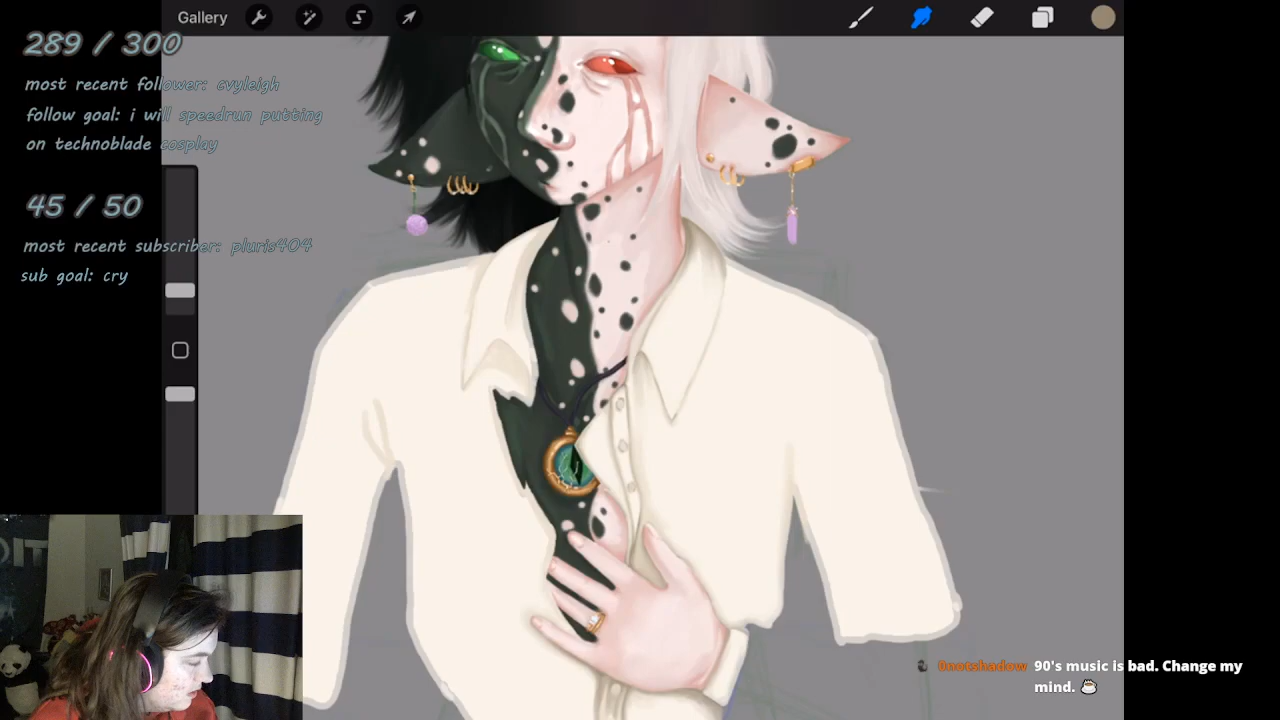 Gallery
289 / 300
most recent follower: cvyleigh
follow goal: i will speedrun putting
on technoblade cosplay
45 / 50
most recent subscriber: pluris404
sub goal: cry
0notshadow 90's music is bad. Change my
mind. ☕